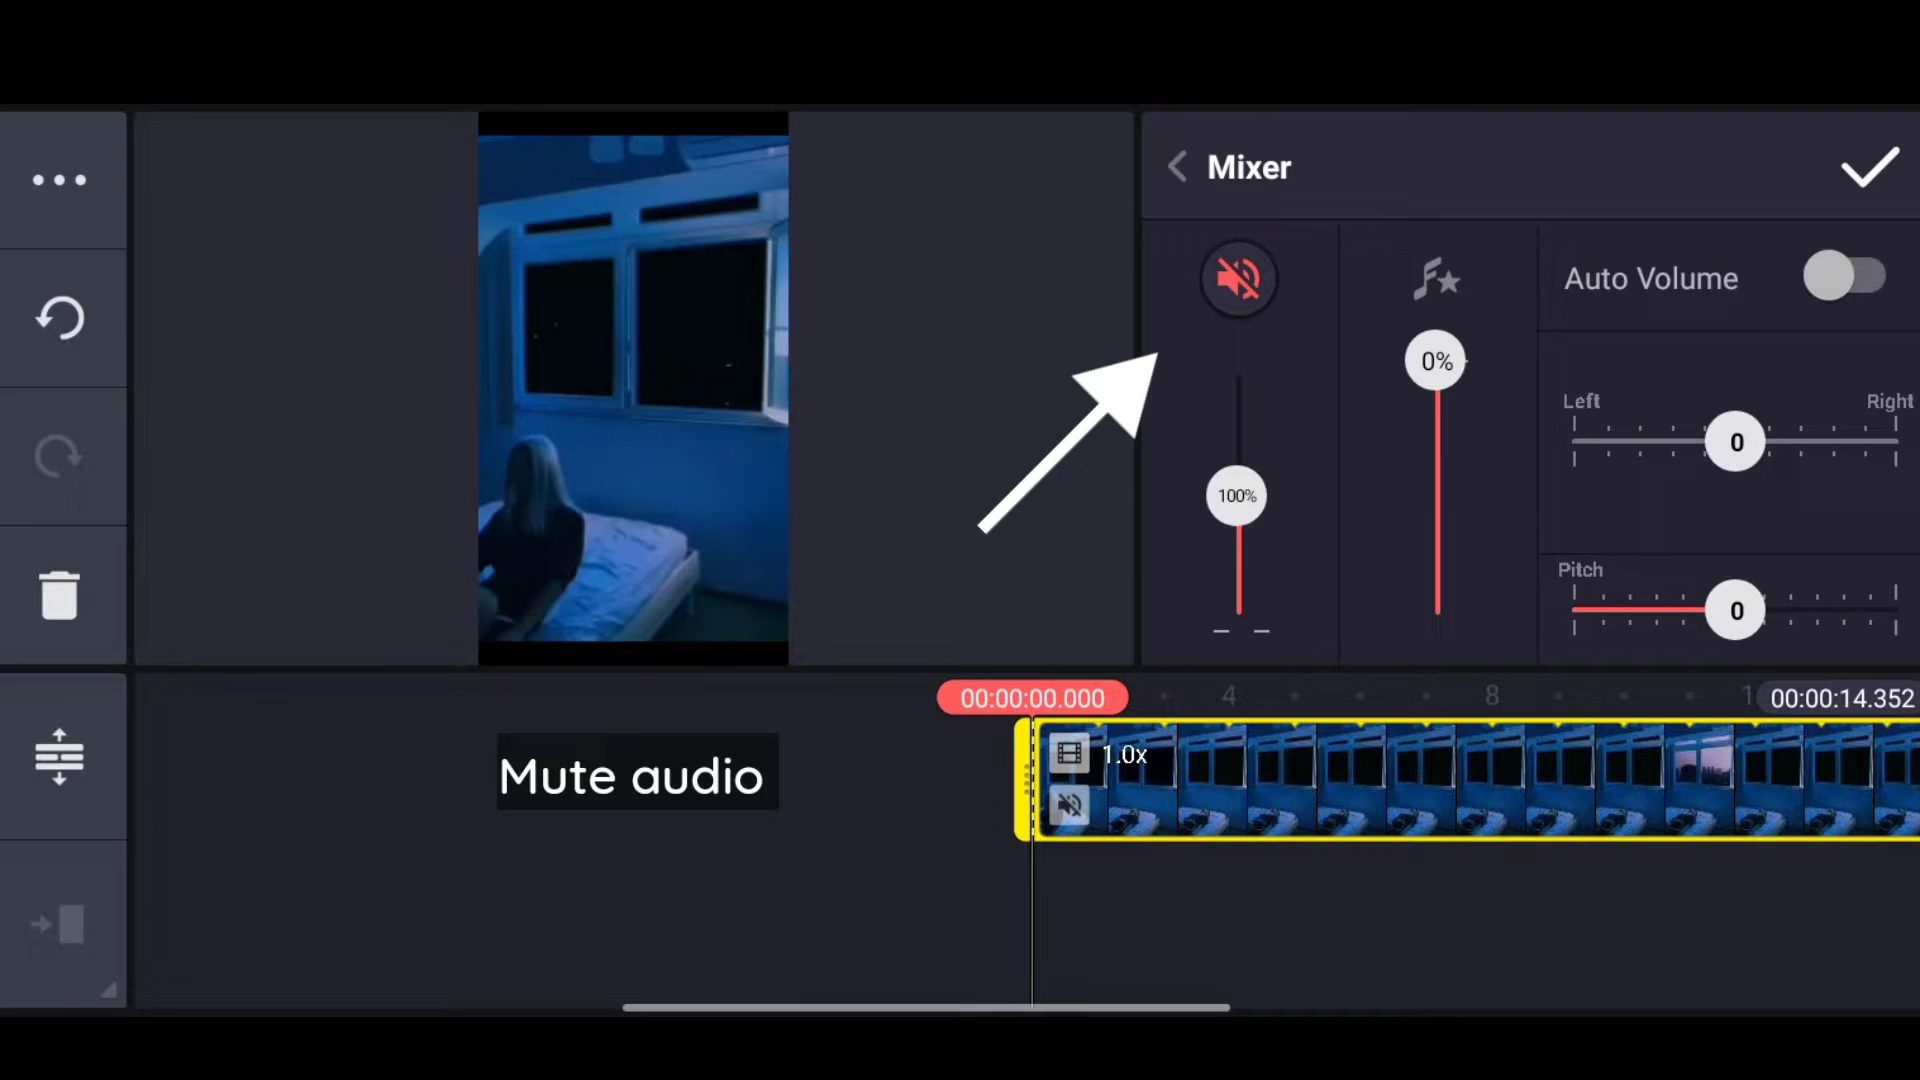 Mixer
Auto Volume
0%
Left
Right
0
100%
Pitch
0
00:00:00.000
4
8
1
00:00:14.352
1.0x
Mute audio